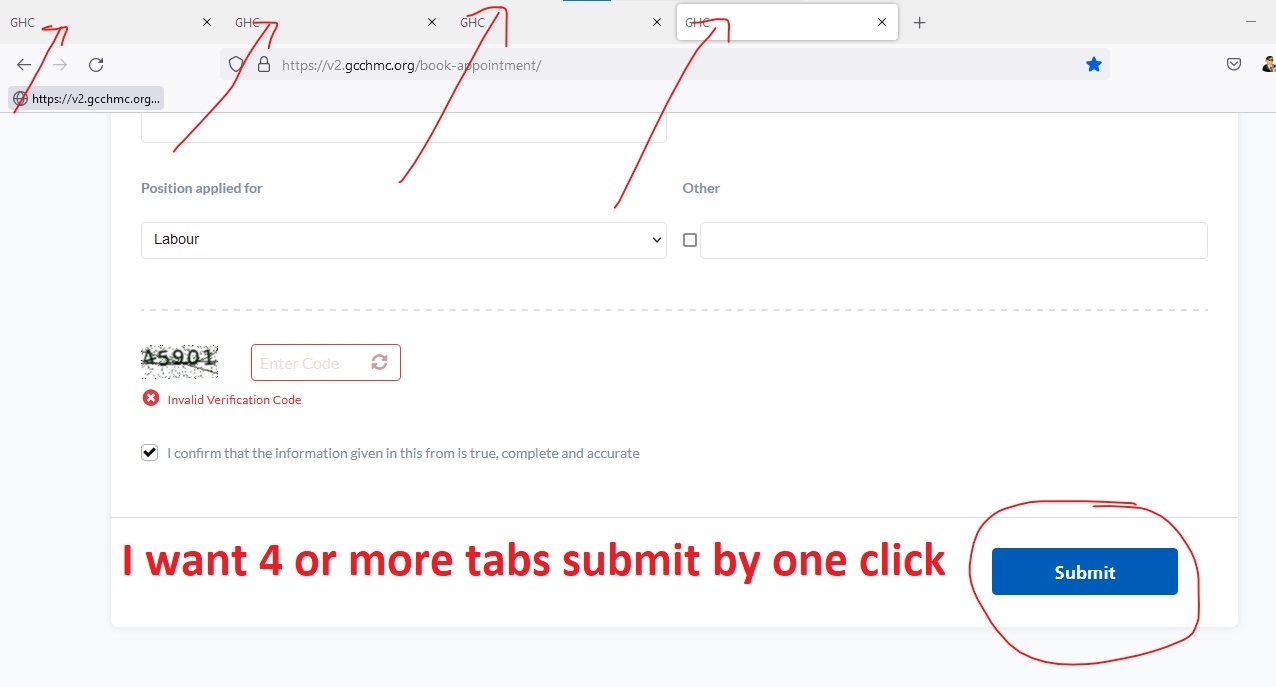 GHC GHC GHC GHC
https://v2.gcchmc.org/book-appointment/
https://v2.gcchmc.org...
Position applied for Other
Labour
45901 Enter Code
Invalid Verification Code
I confirm that the information given in this from is true, complete and accurate
I want 4 or more tabs submit by one click
Submit